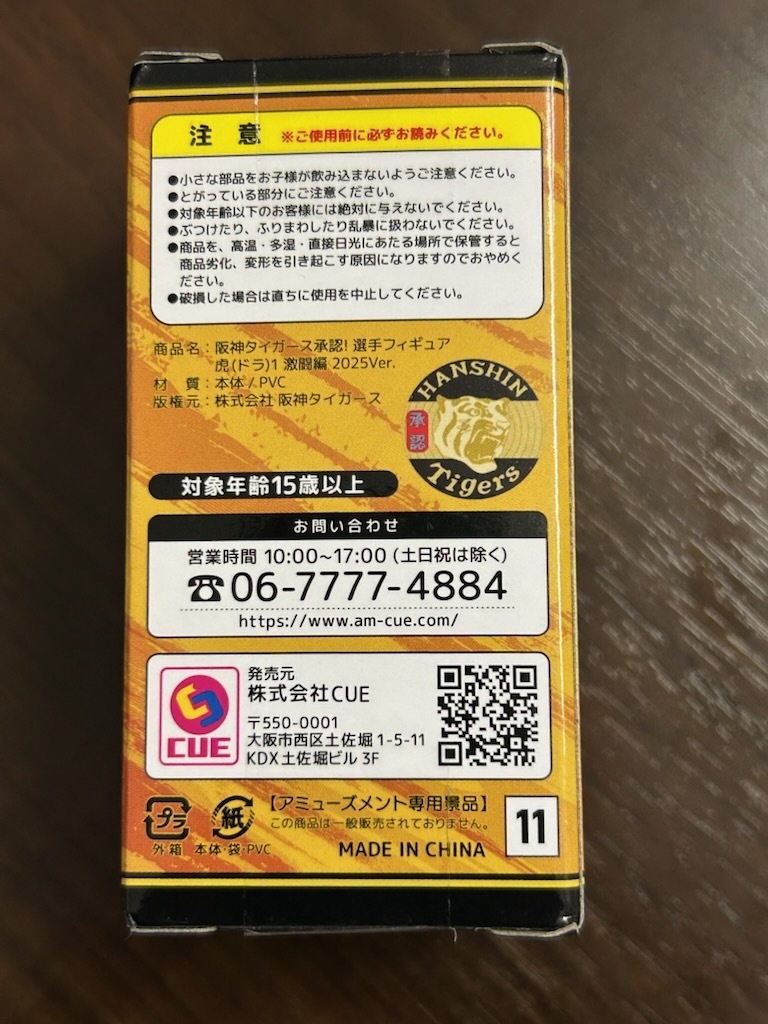 注 意 ※ご使用前に必ずお読みください。
●小さな部品をお子様が飲み込まないようご注意ください。
●とがっている部分にご注意ください。
●対象年齢以下のお客様には絶対に与えないでください。
●ぶつけたり、ふりまわしたり乱暴に扱わないでください。
●商品を、高温・多湿・直接日光にあたる場所で保管すると
商品劣化、変形を引き起こす原因になりますのでおやめく
ださい。
●破損した場合は直ちに使用を中止してください。
商品名：阪神タイガース承認! 選手フィギュア
虎(ドラ)1 激闘編 2025Ver.
材 質：本体 / PVC
版権元：株式会社 阪神タイガース
HANSHIN
承認
Tigers
対象年齢15歳以上
お問い合わせ
営業時間 10:00~17:00 (土日祝は除く)
☎06-7777-4884
https://www.am-cue.com/
CUE
発売元
株式会社CUE
〒550-0001
大阪市西区土佐堀 1-5-11
KDX土佐堀ビル 3F
プラ
外箱
紙
本体・袋・PVC
【アミューズメント専用景品】
この商品は一般販売されておりません。
MADE IN CHINA
11